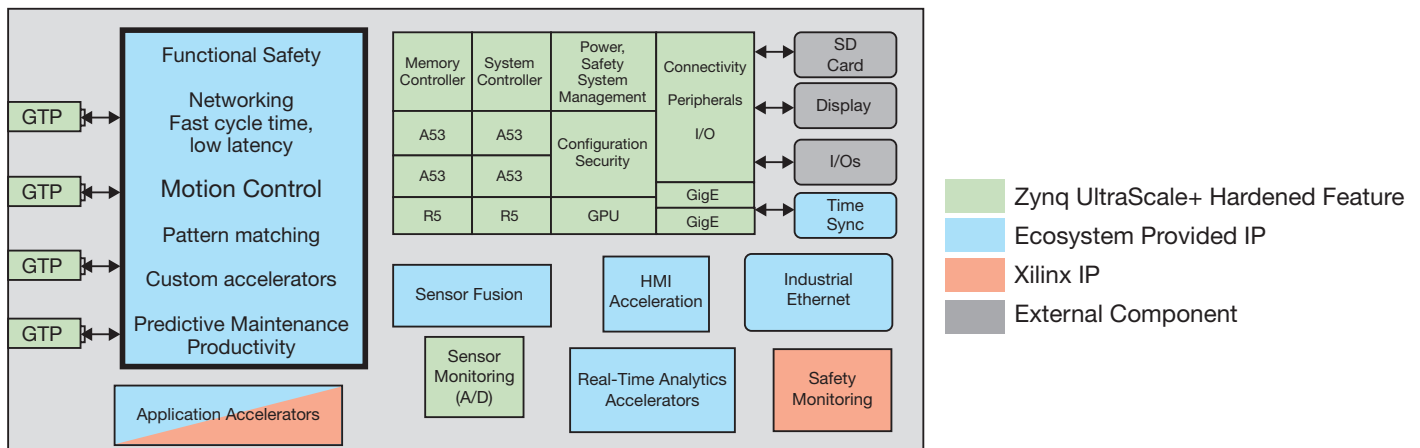 GTP
GTP
GTP
GTP
Functional Safety
Networking
Fast cycle time,
low latency
Motion Control
Pattern matching
Custom accelerators
Predictive Maintenance
Productivity
Application Accelerators
Memory
Controller
System
Controller
Power,
Safety
System
Management
Connectivity
Peripherals
I/O
A53
A53
Configuration
Security
A53
A53
GigE
R5
R5
GPU
GigE
SD
Card
Display
I/Os
Time
Sync
Sensor Fusion
HMI
Acceleration
Industrial
Ethernet
Sensor
Monitoring
(A/D)
Real-Time Analytics
Accelerators
Safety
Monitoring
Zynq UltraScale+ Hardened Feature
Ecosystem Provided IP
Xilinx IP
External Component